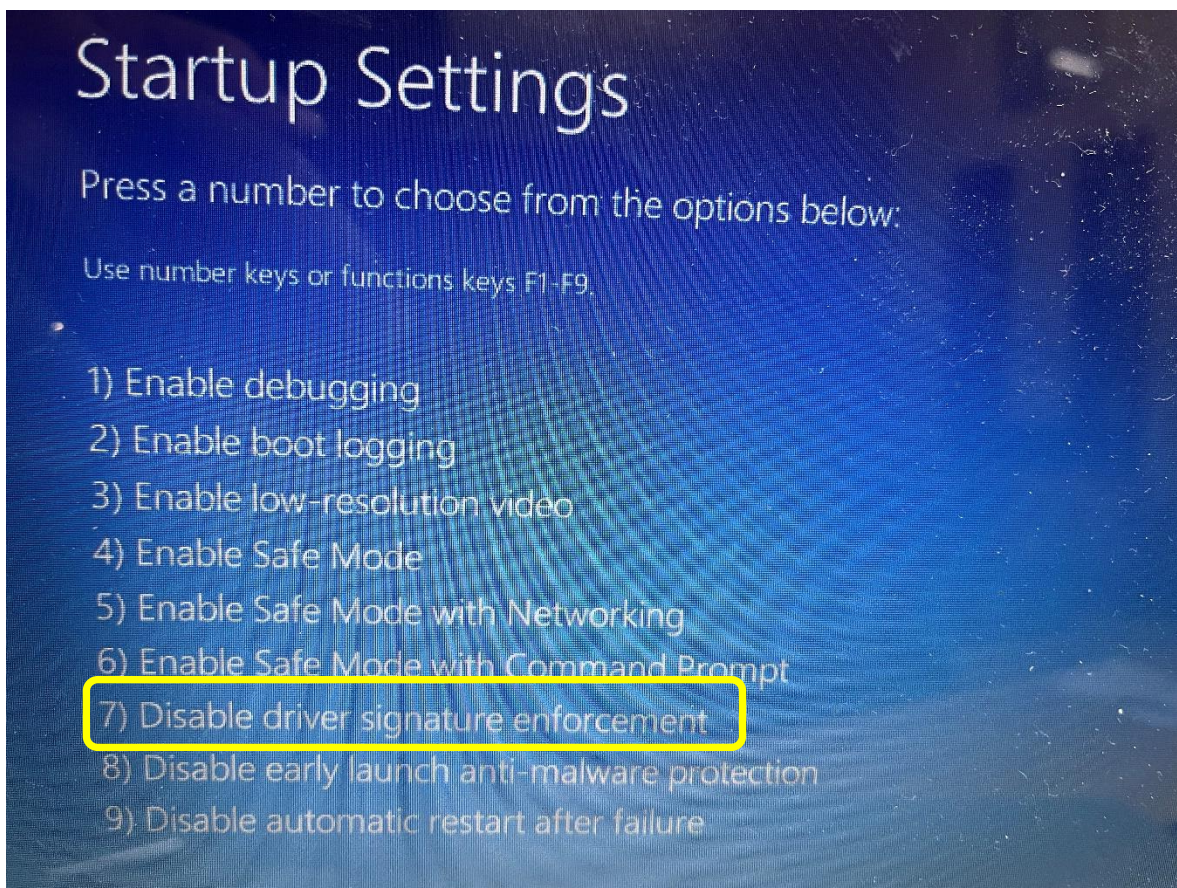 Startup Settings
Press a number to choose from the options below:
Use number keys or functions keys F1-F9.
1) Enable debugging
2) Enable boot logging
3) Enable low-resolution video
4) Enable Safe Mode
5) Enable Safe Mode with Networking
6) Enable Safe Mode with Command Prompt
7) Disable driver signature enforcement
8) Disable early launch anti-malware protection
9) Disable automatic restart after failure